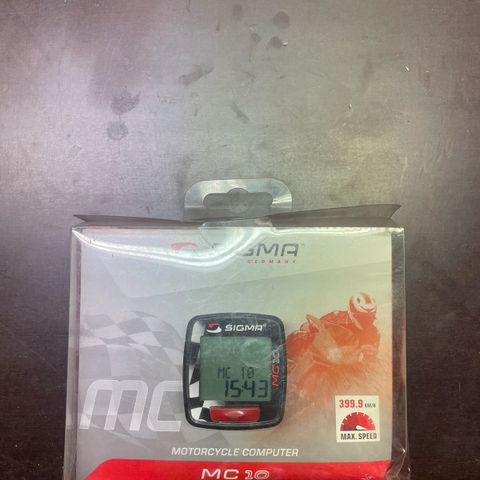 SIGMA
GERMANY
SIGMA
MC 10
MC 10
15:43
MC
399.9 KM/H
MAX. SPEED
MOTORCYCLE COMPUTER
MC 10